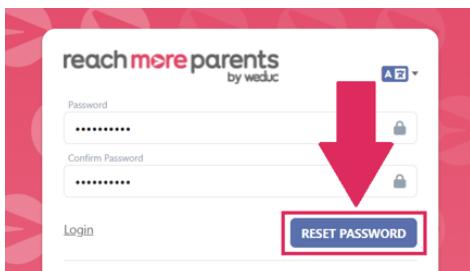 reach more parents
by weduc
Password
••••••••••
Confirm Password
••••••••••
Login
RESET PASSWORD